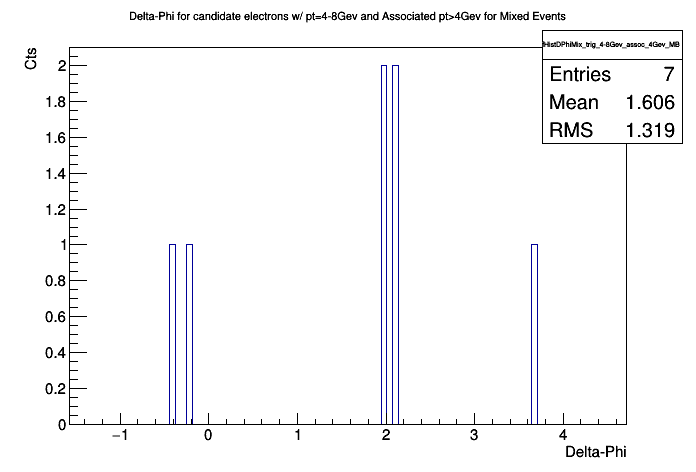 Delta-Phi for candidate electrons w/ pt=4-8Gev and Associated pt>4Gev for Mixed Events
HistDPhiMix_trig_4-8Gev_assoc_4Gev_MB
Entries 7
Mean 1.606
RMS 1.319
Cts
2
1.8
1.6
1.4
1.2
1
0.8
0.6
0.4
0.2
0
−1 0 1 2 3 4
Delta-Phi